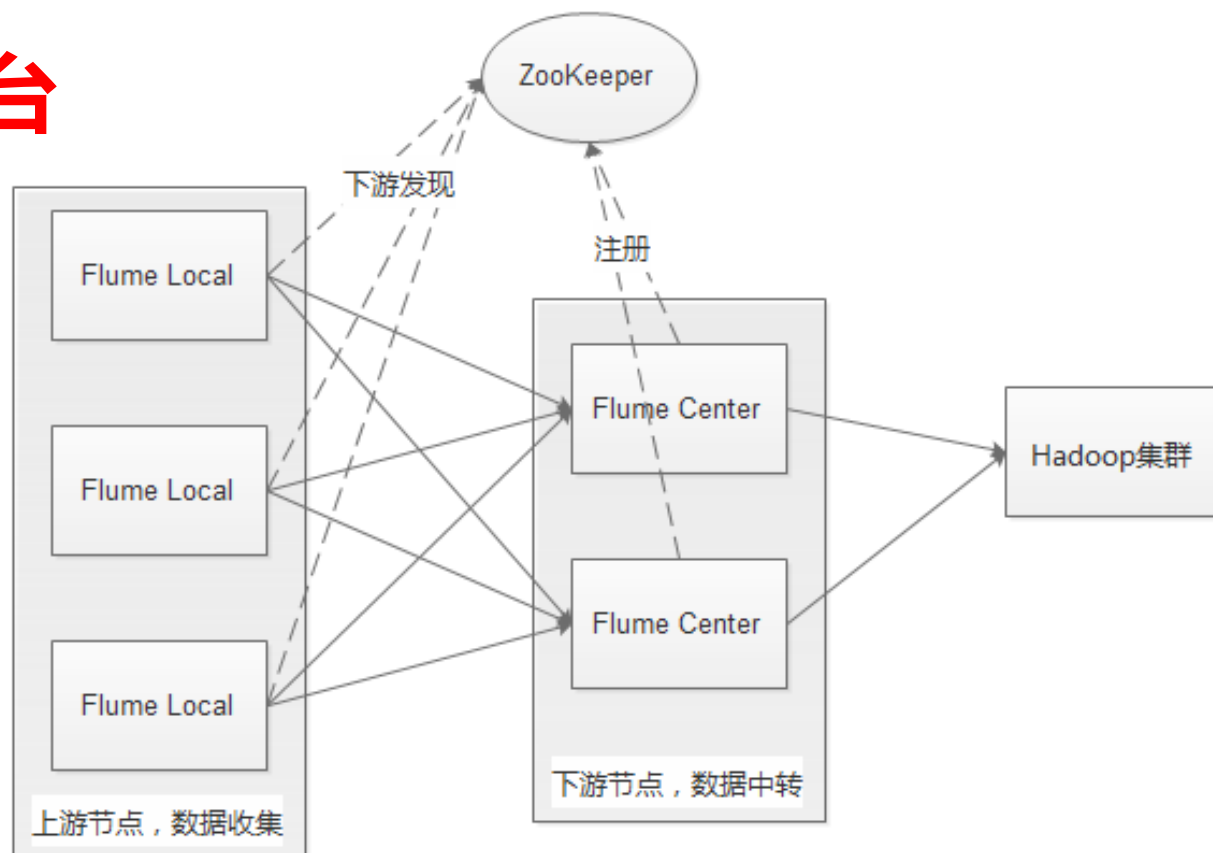 台
ZooKeeper
下游发现
注册
Flume Local
Flume Local
Flume Local
上游节点，数据收集
Flume Center
Flume Center
下游节点，数据中转
Hadoop集群